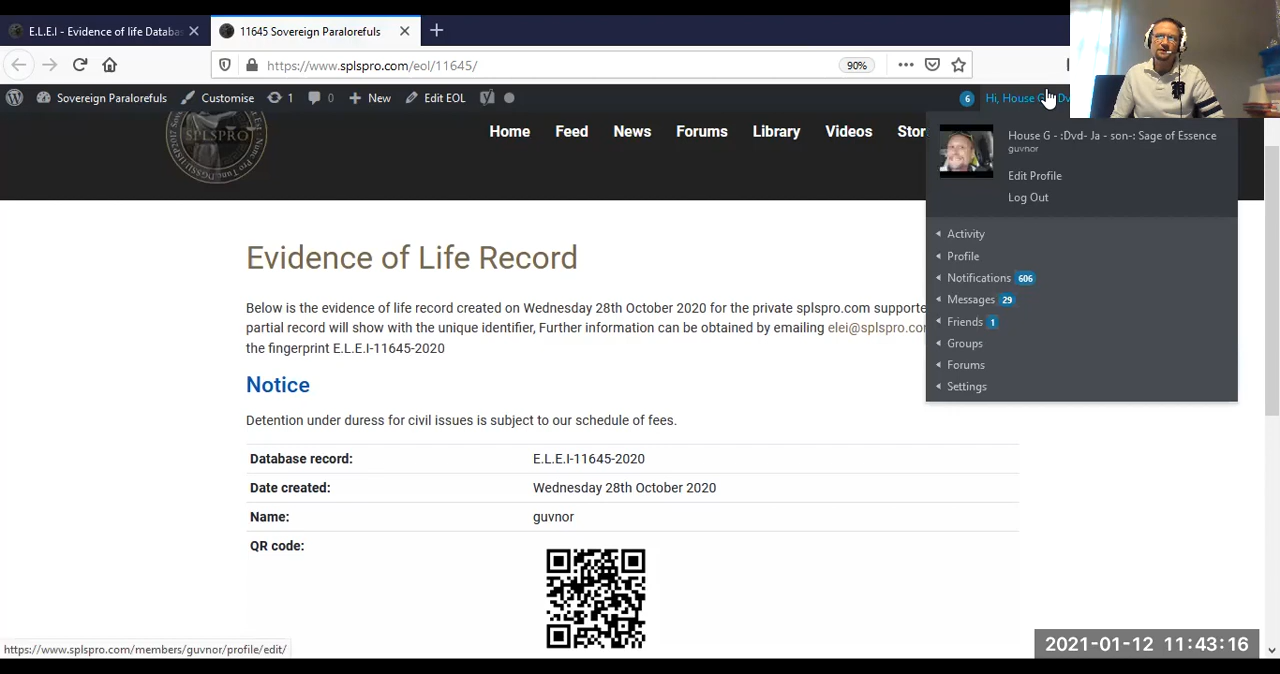 E.L.E.I - Evidence of life Databas
11645 Sovereign Paralorefuls
https://www.splspro.com/eol/11645/
90%
Sovereign Paralorefuls
Customise
1
0
New
Edit EOL
6
Hi, House G
SPLSPRO
Home
Feed
News
Forums
Library
Videos
Stor
House G - :Dvd- Ja - son-: Sage of Essence
guvnor
Edit Profile
Log Out
Activity
Profile
Notifications 606
Messages 29
Friends 1
Groups
Forums
Settings
Evidence of Life Record
Below is the evidence of life record created on Wednesday 28th October 2020 for the private splspro.com supporte
partial record will show with the unique identifier, Further information can be obtained by emailing elei@splspro.co
the fingerprint E.L.E.I-11645-2020
Notice
Detention under duress for civil issues is subject to our schedule of fees.
Database record: E.L.E.I-11645-2020
Date created: Wednesday 28th October 2020
Name: guvnor
QR code:
https://www.splspro.com/members/guvnor/profile/edit/
2021-01-12 11:43:16